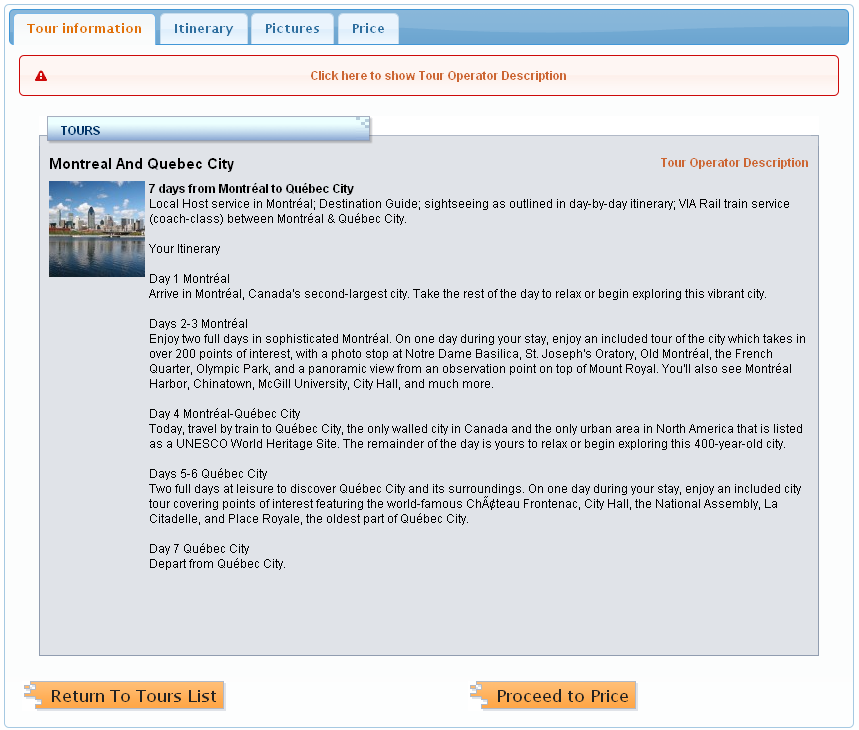 Tour information
Itinerary
Pictures
Price
Click here to show Tour Operator Description
TOURS
Montreal And Quebec City
Tour Operator Description
7 days from Montréal to Québec City
Local Host service in Montréal; Destination Guide; sightseeing as outlined in day-by-day itinerary; VIA Rail train service
(coach-class) between Montréal & Québec City.
Your Itinerary
Day 1 Montréal
Arrive in Montréal, Canada's second-largest city. Take the rest of the day to relax or begin exploring this vibrant city.
Days 2-3 Montréal
Enjoy two full days in sophisticated Montréal. On one day during your stay, enjoy an included tour of the city which takes in
over 200 points of interest, with a photo stop at Notre Dame Basilica, St. Joseph's Oratory, Old Montréal, the French
Quarter, Olympic Park, and a panoramic view from an observation point on top of Mount Royal. You'll also see Montréal
Harbor, Chinatown, McGill University, City Hall, and much more.
Day 4 Montréal-Québec City
Today, travel by train to Québec City, the only walled city in Canada and the only urban area in North America that is listed
as a UNESCO World Heritage Site. The remainder of the day is yours to relax or begin exploring this 400-year-old city.
Days 5-6 Québec City
Two full days at leisure to discover Québec City and its surroundings. On one day during your stay, enjoy an included city
tour covering points of interest featuring the world-famous ChÃ¢teau Frontenac, City Hall, the National Assembly, La
Citadelle, and Place Royale, the oldest part of Québec City.
Day 7 Québec City
Depart from Québec City.
Return To Tours List
Proceed to Price